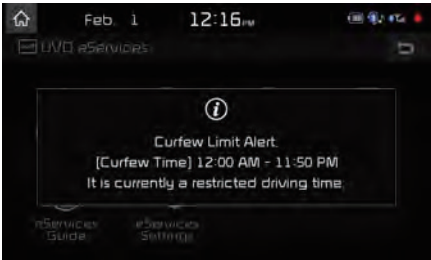 Feb. 1 12:16PM
UVO eServices
Curfew Limit Alert.
[Curfew Time] 12:00 AM - 11:50 PM
It is currently a restricted driving time.
eServices Guide
eServices Settings